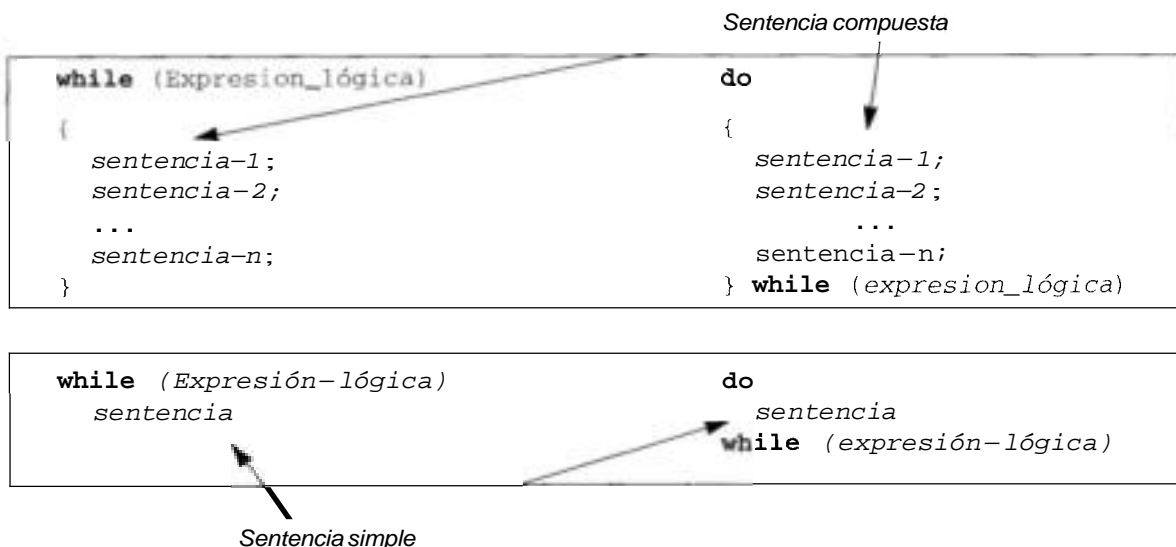 Sentencia compuesta
while (Expresion_lógica)
{
sentencia-1;
sentencia-2;
...
sentencia-n;
}
do
{
sentencia-1;
sentencia-2;
...
sentencia-n;
} while (expresion_lógica)
while (Expresión-lógica)
sentencia
do
sentencia
while (expresión-lógica)
Sentencia simple